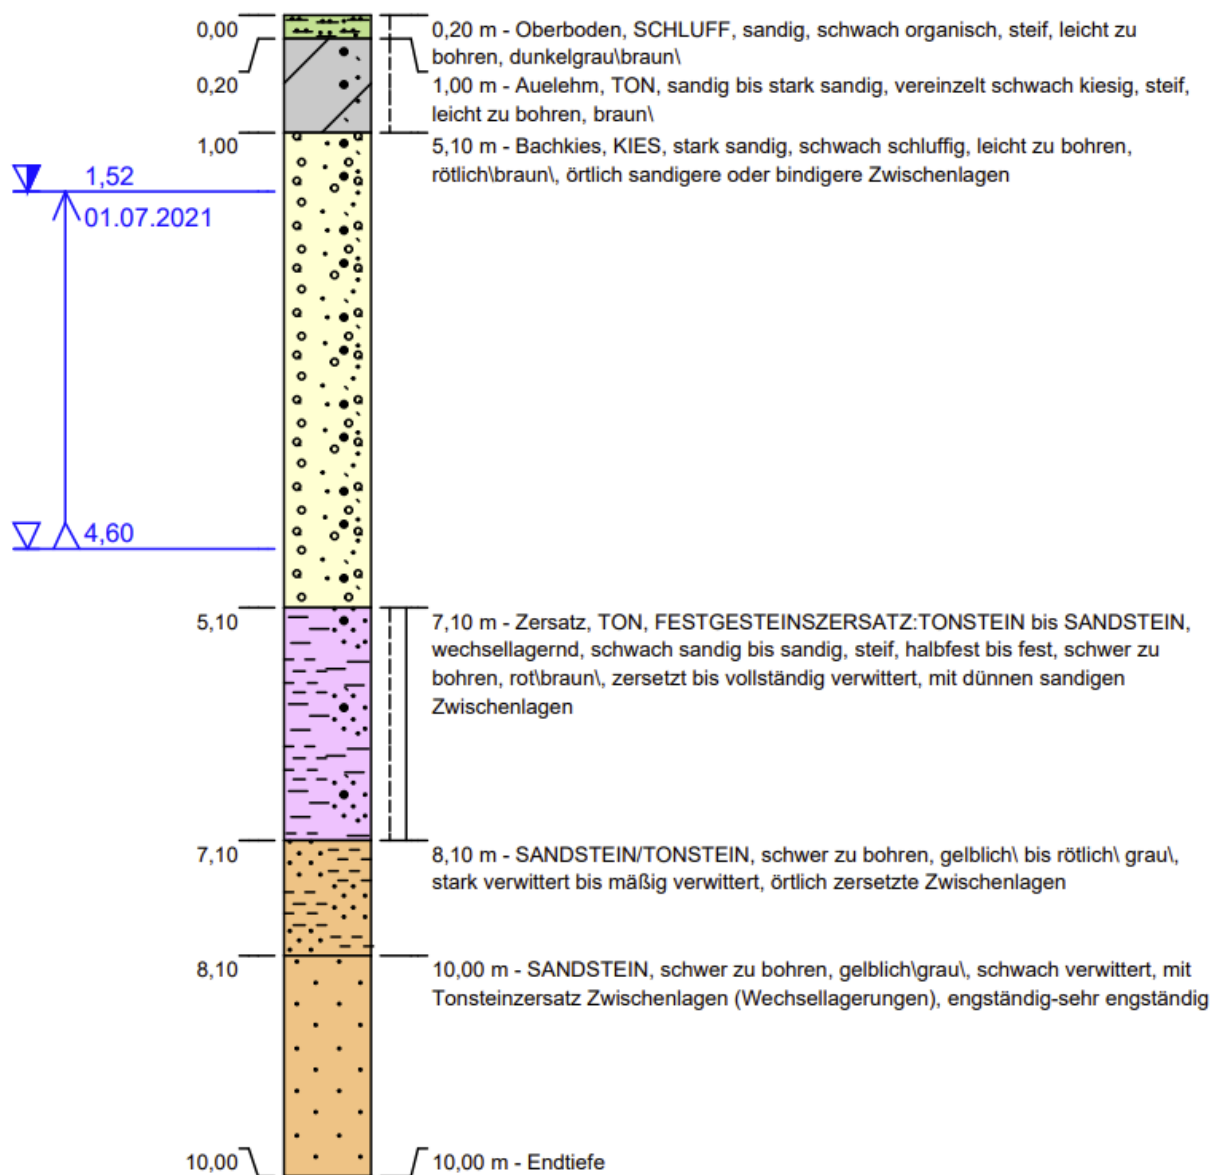 0,00
0,20 m - Oberboden, SCHLUFF, sandig, schwach organisch, steif, leicht zu
bohren, dunkelgrau\braun\
0,20
1,00 m - Auelehm, TON, sandig bis stark sandig, vereinzelt schwach kiesig, steif,
leicht zu bohren, braun\
1,00
5,10 m - Bachkies, KIES, stark sandig, schwach schluffig, leicht zu bohren,
rötlich\braun\, örtlich sandigere oder bindigere Zwischenlagen
1,52
01.07.2021
4,60
5,10
7,10 m - Zersatz, TON, FESTGESTEINSZERSATZ:TONSTEIN bis SANDSTEIN,
wechsellagernd, schwach sandig bis sandig, steif, halbfest bis fest, schwer zu
bohren, rot\braun\, zersetzt bis vollständig verwittert, mit dünnen sandigen
Zwischenlagen
7,10
8,10 m - SANDSTEIN/TONSTEIN, schwer zu bohren, gelblich\ bis rötlich\ grau\,
stark verwittert bis mäßig verwittert, örtlich zersetzte Zwischenlagen
8,10
10,00 m - SANDSTEIN, schwer zu bohren, gelblich\grau\, schwach verwittert, mit
Tonsteinzersatz Zwischenlagen (Wechsellagerungen), engständig-sehr engständig
10,00
10,00 m - Endtiefe